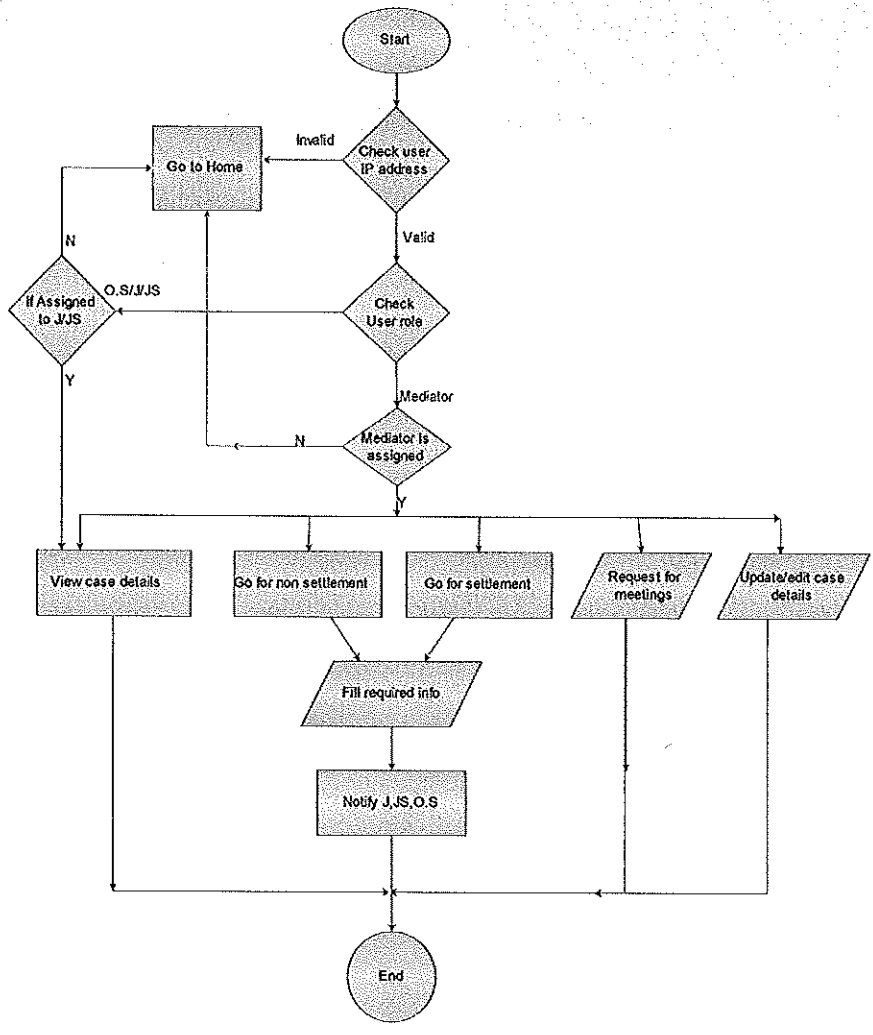 Start
Invalid
Check user
IP address
Go to Home
Valid
N
O.S/J/JS
If Assigned
to J/JS
Check
User role
Y
Mediator
N
Mediator is
assigned
Y
View case details
Go for non settlement
Go for settlement
Request for
meetings
Update/edit case
details
Fill required info
Notify J,JS,O.S
End